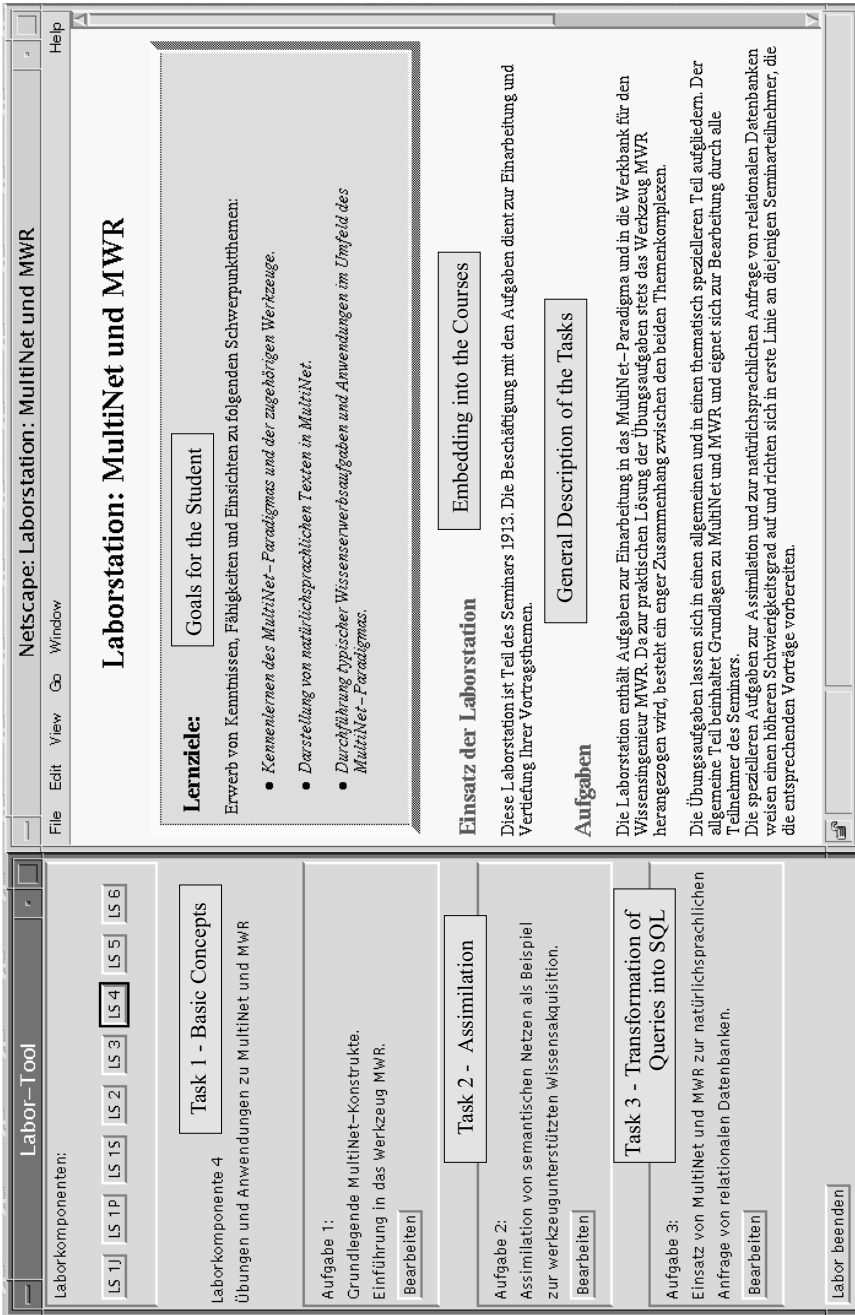 Labor–Tool
Laborkomponenten:
LS 1J LS 1P LS 1S LS 2 LS 3 LS 4 LS 5 LS 6
Task 1 - Basic Concepts
Laborkomponente 4
Übungen und Anwendungen zu MultiNet und MWR
Aufgabe 1:
Grundlegende MultiNet–Konstrukte.
Einführung in das Werkzeug MWR.
Bearbeiten
Task 2 - Assimilation
Aufgabe 2:
Assimilation von semantischen Netzen als Beispiel
zur werkzeugunterstützten Wissensakquisition.
Bearbeiten
Task 3 - Transformation of
Queries into SQL
Aufgabe 3:
Einsatz von MultiNet und MWR zur natürlichsprachlichen
Anfrage von relationalen Datenbanken.
Bearbeiten
Labor beenden
Netscape: Laborstation: MultiNet und MWR
File Edit View Go Window Help
Laborstation: MultiNet und MWR
Goals for the Student
Lernziele:
Erwerb von Kenntnissen, Fähigkeiten und Einsichten zu folgenden Schwerpunktthemen:
• Kennenlernen des MultiNet–Paradigmas und der zugehörigen Werkzeuge.
• Darstellung von natürlichsprachlichen Texten in MultiNet.
• Durchführung typischer Wissenserwerbsaufgaben und Anwendungen im Umfeld des
MultiNet–Paradigmas.
Embedding into the Courses
Einsatz der Laborstation
Diese Laborstation ist Teil des Seminars 1913. Die Beschäftigung mit den Aufgaben dient zur Einarbeitung und
Vertiefung Ihrer Vortragsthemen.
General Description of the Tasks
Aufgaben
Die Laborstation enthält Aufgaben zur Einarbeitung in das MultiNet–Paradigma und in die Werkbank für den
Wissensingenieur MWR. Da zur praktischen Lösung der Übungsaufgaben stets das Werkzeug MWR
herangezogen wird, besteht ein enger Zusammenhang zwischen den beiden Themenkomplexen.
Die Übungsaufgaben lassen sich in einen allgemeinen und in einen thematisch spezielleren Teil aufgliedern. Der
allgemeine Teil beinhaltet Grundlagen zu MultiNet und MWR und eignet sich zur Bearbeitung durch alle
Teilnehmer des Seminars.
Die spezielleren Aufgaben zur Assimilation und zur natürlichsprachlichen Anfrage von relationalen Datenbanken
weisen einen höheren Schwierigkeitsgrad auf und richten sich in erste Linie an diejenigen Seminarteilnehmer, die
die entsprechenden Vorträge vorbereiten.